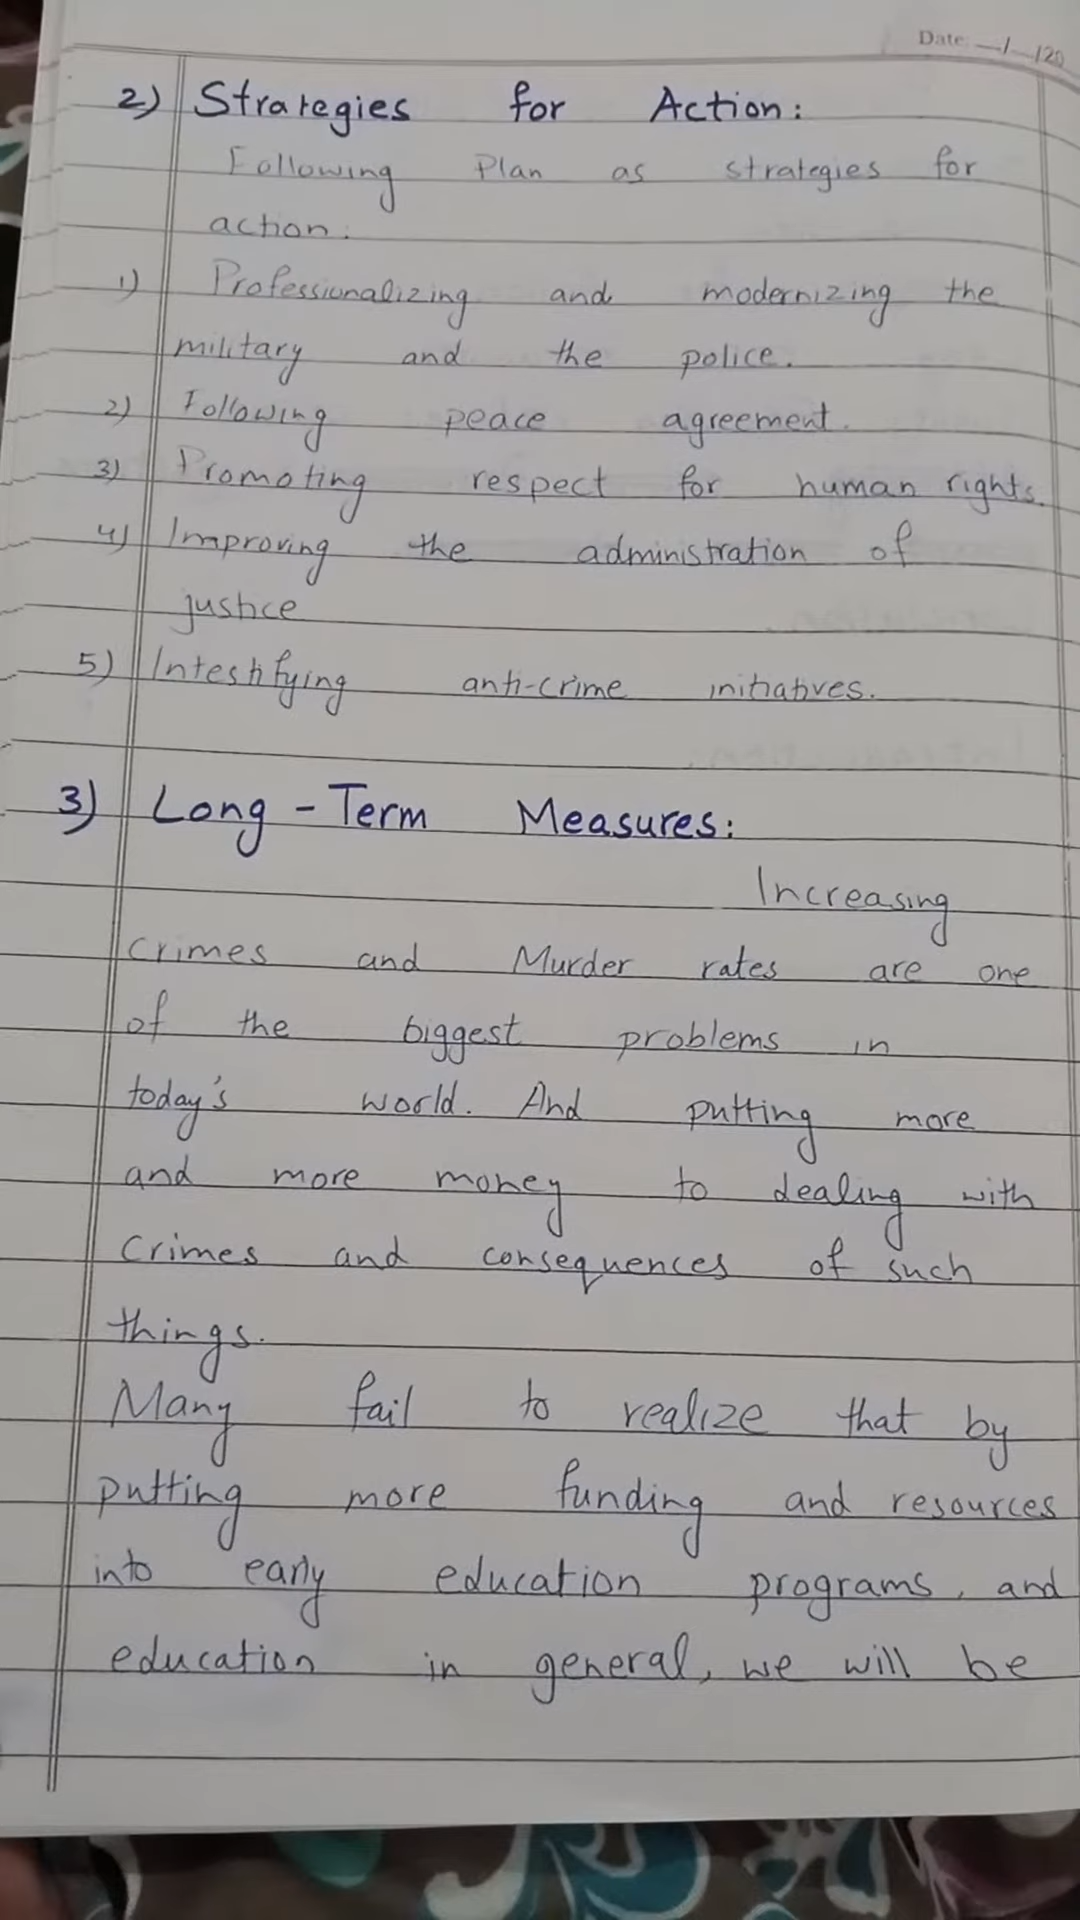 Date __/__/20
2) Strategies for Action:
Following Plan as strategies for
action.
1) Professionalizing and modernizing the
military and the police.
2) Following peace agreement.
3) Promoting respect for human rights.
4) Improving the administration of
justice
5) Intestifying anti-crime initiatives.
3) Long-Term Measures:
Increasing
crimes and Murder rates are one
of the biggest problems in
today's world. And putting more
and more money to dealing with
crimes and consequences of such
things.
Many fail to realize that by
putting more funding and resources
into early education programs, and
education in general, we will be